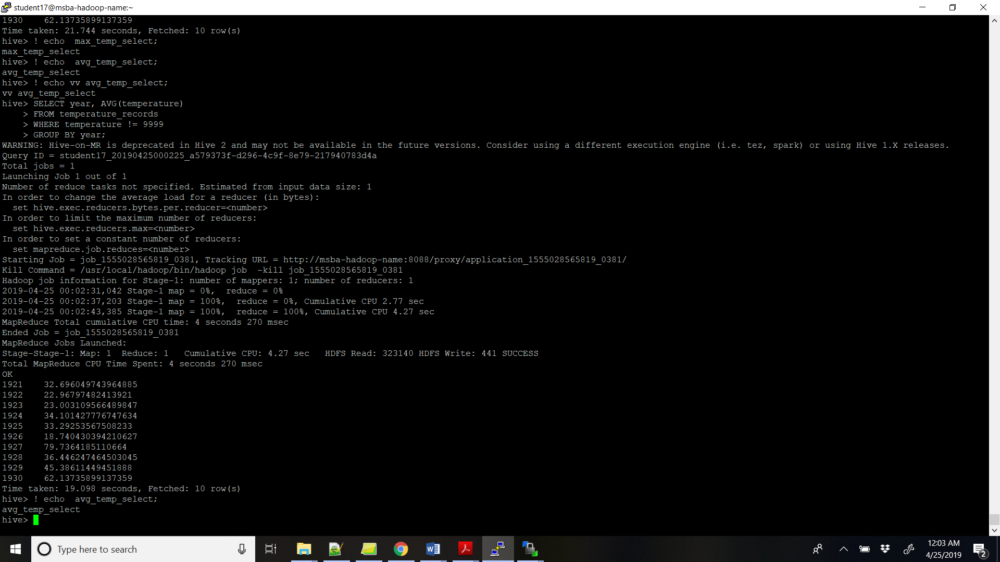 student17@msba-hadoop-name:~
1930    62.13735899137359
Time taken: 21.744 seconds, Fetched: 10 row(s)
hive> ! echo  max_temp_select;
max_temp_select
hive> ! echo  avg_temp_select;
avg_temp_select
hive> ! echo vv avg_temp_select;
vv avg_temp_select
hive> SELECT year, AVG(temperature)
    > FROM temperature_records
    > WHERE temperature != 9999
    > GROUP BY year;
WARNING: Hive-on-MR is deprecated in Hive 2 and may not be available in the future versions. Consider using a different execution engine (i.e. tez, spark) or using Hive 1.X releases.
Query ID = student17_20190425000225_a579373f-d296-4c9f-8e79-217940783d4a
Total jobs = 1
Launching Job 1 out of 1
Number of reduce tasks not specified. Estimated from input data size: 1
In order to change the average load for a reducer (in bytes):
  set hive.exec.reducers.bytes.per.reducer=<number>
In order to limit the maximum number of reducers:
  set hive.exec.reducers.max=<number>
In order to set a constant number of reducers:
  set mapreduce.job.reduces=<number>
Starting Job = job_1555028565819_0381, Tracking URL = http://msba-hadoop-name:8088/proxy/application_1555028565819_0381/
Kill Command = /usr/local/hadoop/bin/hadoop job  -kill job_1555028565819_0381
Hadoop job information for Stage-1: number of mappers: 1; number of reducers: 1
2019-04-25 00:02:31,042 Stage-1 map = 0%,  reduce = 0%
2019-04-25 00:02:37,203 Stage-1 map = 100%,  reduce = 0%, Cumulative CPU 2.77 sec
2019-04-25 00:02:43,385 Stage-1 map = 100%,  reduce = 100%, Cumulative CPU 4.27 sec
MapReduce Total cumulative CPU time: 4 seconds 270 msec
Ended Job = job_1555028565819_0381
MapReduce Jobs Launched:
Stage-Stage-1: Map: 1  Reduce: 1   Cumulative CPU: 4.27 sec   HDFS Read: 323140 HDFS Write: 441 SUCCESS
Total MapReduce CPU Time Spent: 4 seconds 270 msec
OK
1921    32.696049743964885
1922    22.96797482413921
1923    23.003109566489847
1924    34.101427776747634
1925    33.29253567508233
1926    18.740430394210627
1927    79.7364185110664
1928    36.446247464503045
1929    45.38611449451888
1930    62.13735899137359
Time taken: 19.098 seconds, Fetched: 10 row(s)
hive> ! echo  avg_temp_select;
avg_temp_select
hive>
Type here to search
12:03 AM
4/25/2019
2